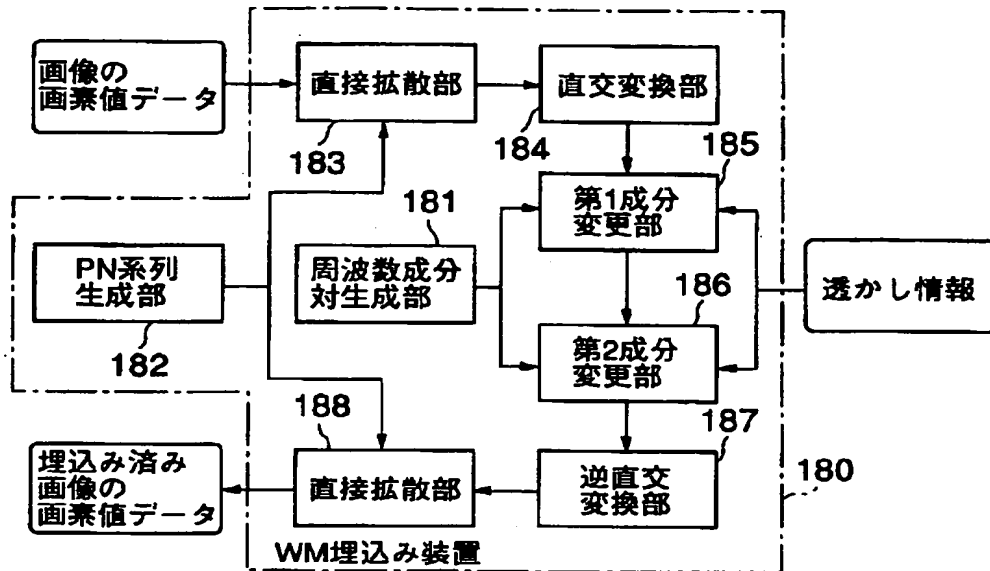 画像の
画素値データ
直接拡散部
183
直交変換部
184
185
第1成分
変更部
181
周波数成分
対生成部
PN系列
生成部
182
186
第2成分
変更部
透かし情報
188
直接拡散部
187
逆直交
変換部
180
埋込み済み
画像の
画素値データ
WM埋込み装置